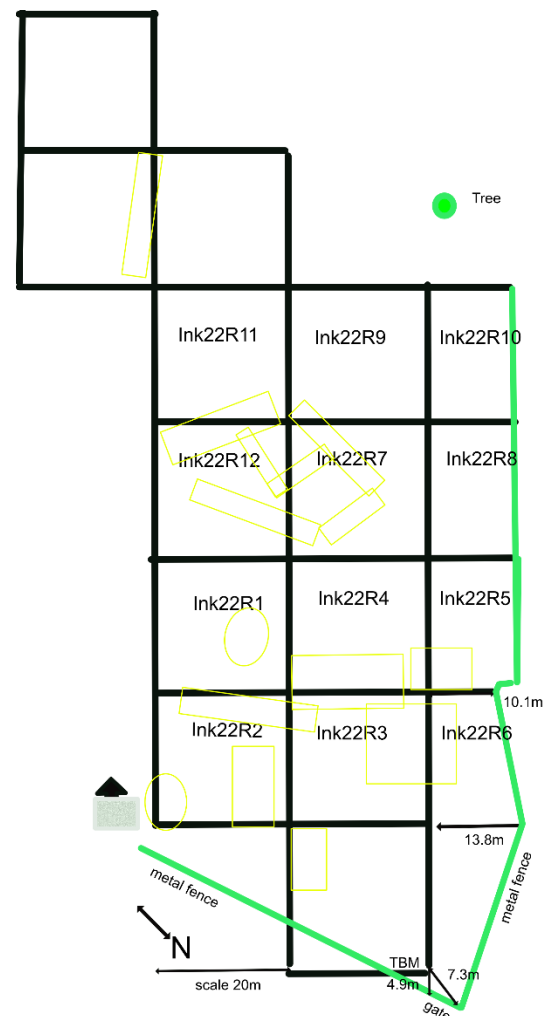 Tree
Ink22R11
Ink22R9
Ink22R10
Ink22R12
Ink22R7
Ink22R8
Ink22R1
Ink22R4
Ink22R5
10.1m
Ink22R2
Ink22R3
Ink22R6
13.8m
metal fence
metal fence
N
TBM
7.3m
scale 20m
4.9m
gate